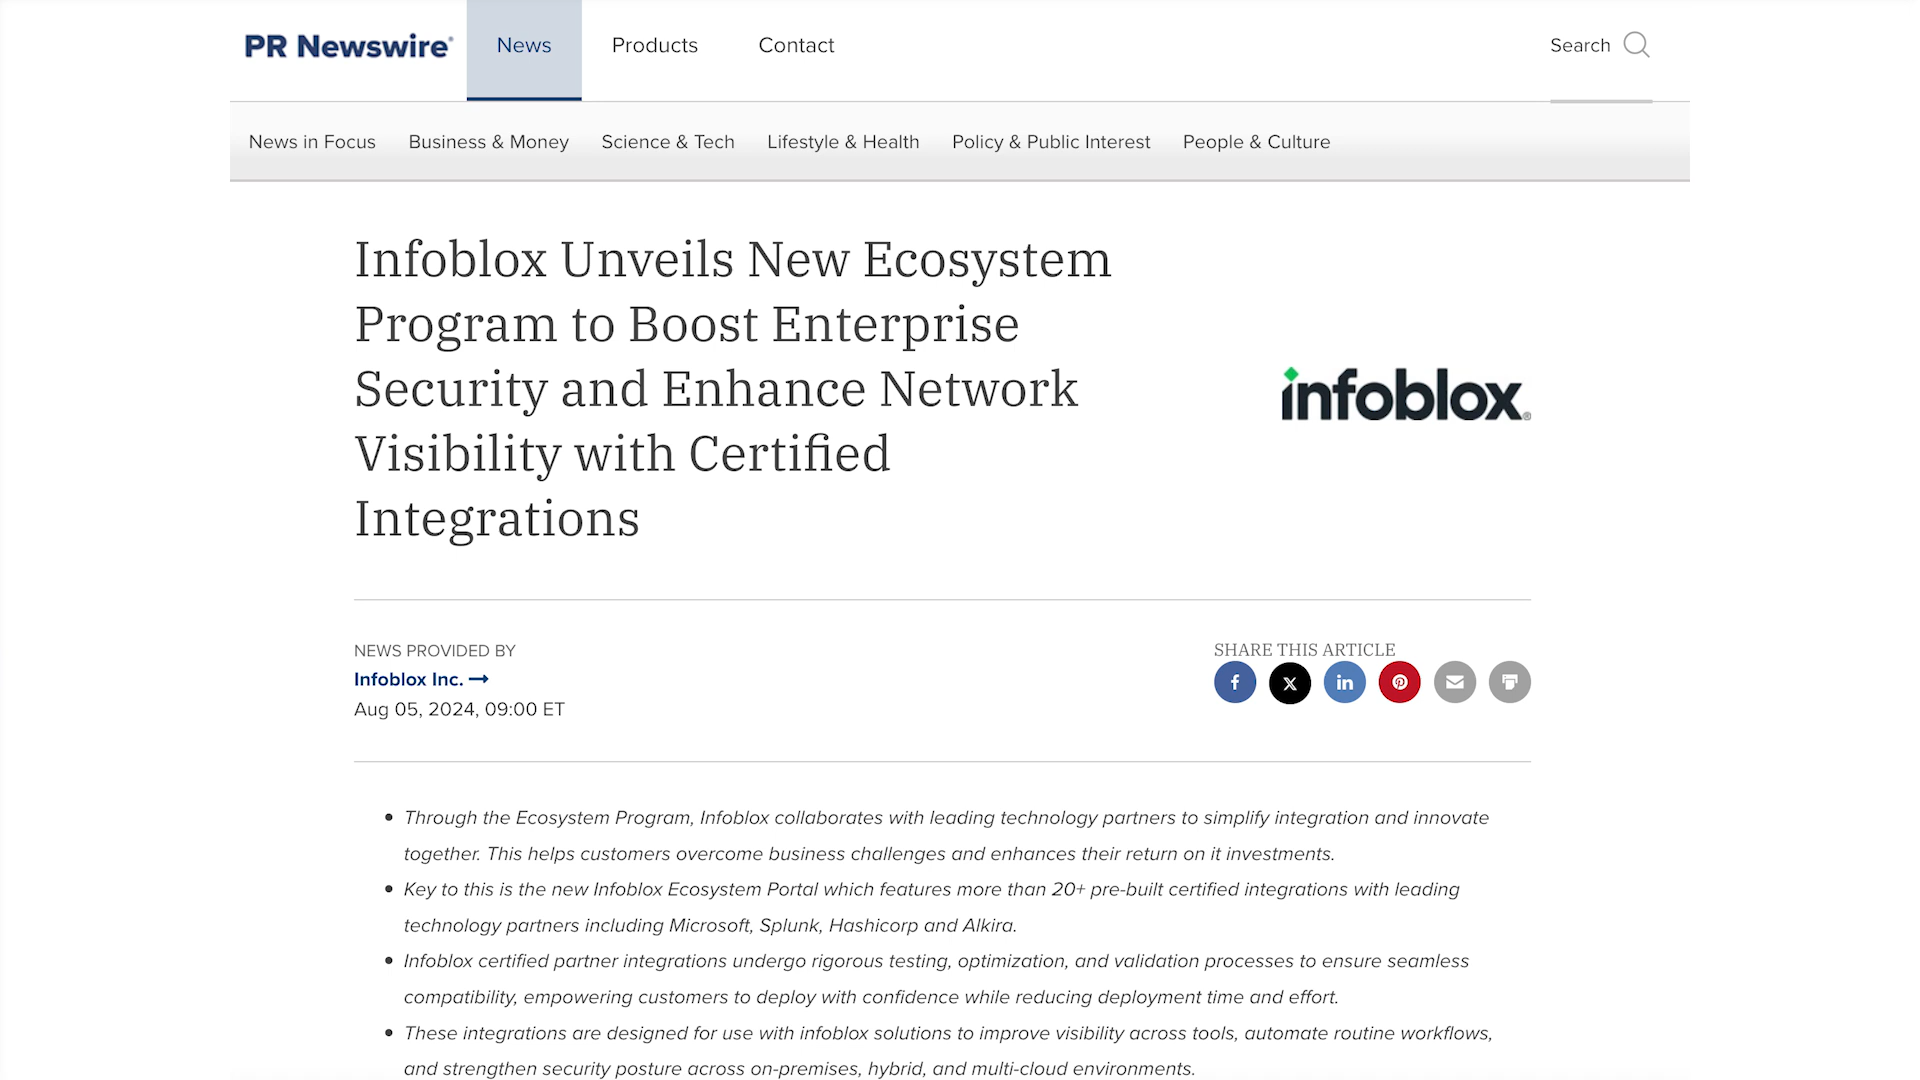 PR Newswire®
News
Products
Contact
Search
News in Focus
Business & Money
Science & Tech
Lifestyle & Health
Policy & Public Interest
People & Culture
Infoblox Unveils New Ecosystem
Program to Boost Enterprise
Security and Enhance Network
Visibility with Certified
Integrations
infoblox®
NEWS PROVIDED BY
Infoblox Inc. →
Aug 05, 2024, 09:00 ET
SHARE THIS ARTICLE
• Through the Ecosystem Program, Infoblox collaborates with leading technology partners to simplify integration and innovate
together. This helps customers overcome business challenges and enhances their return on it investments.
• Key to this is the new Infoblox Ecosystem Portal which features more than 20+ pre-built certified integrations with leading
technology partners including Microsoft, Splunk, Hashicorp and Alkira.
• Infoblox certified partner integrations undergo rigorous testing, optimization, and validation processes to ensure seamless
compatibility, empowering customers to deploy with confidence while reducing deployment time and effort.
• These integrations are designed for use with infoblox solutions to improve visibility across tools, automate routine workflows,
and strengthen security posture across on-premises, hybrid, and multi-cloud environments.